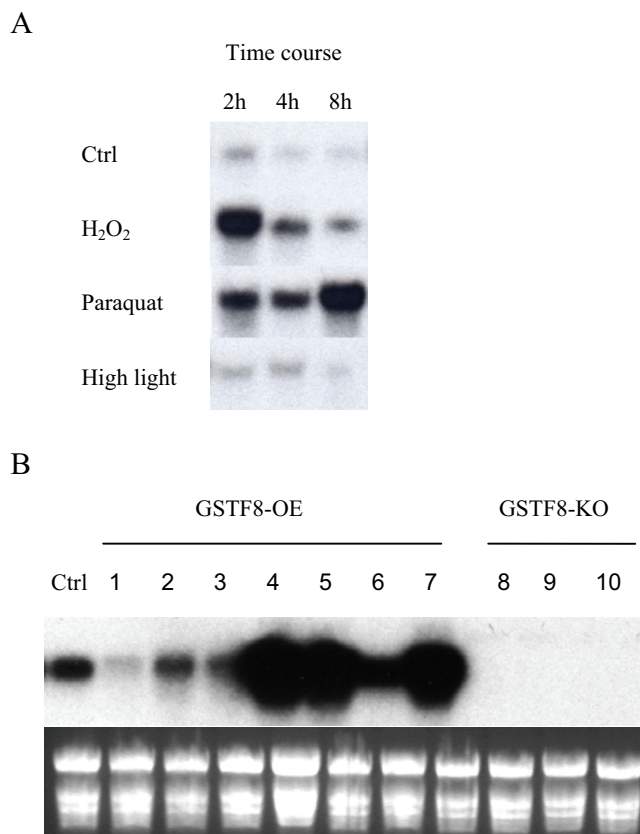 A
Time course
2h 4h 8h
Ctrl
H₂O₂
Paraquat
High light
B
GSTF8-OE GSTF8-KO
Ctrl 1 2 3 4 5 6 7 8 9 10